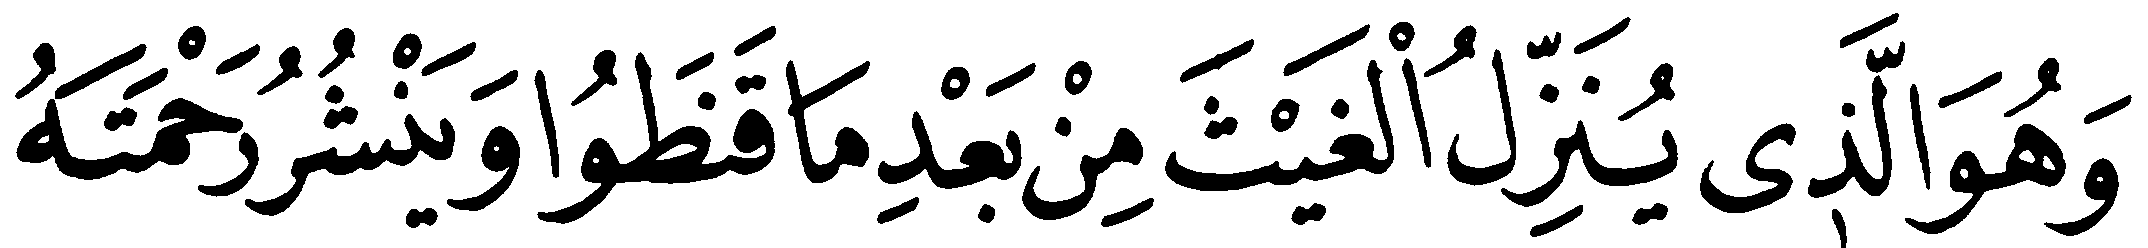 وَهُوَ الَّذٖى يُنَزِّلُ الْغَيْثَ مِنْ بَعْدِ مَا قَنَطُوا وَيَنْشُرُ رَحْمَتَهُ